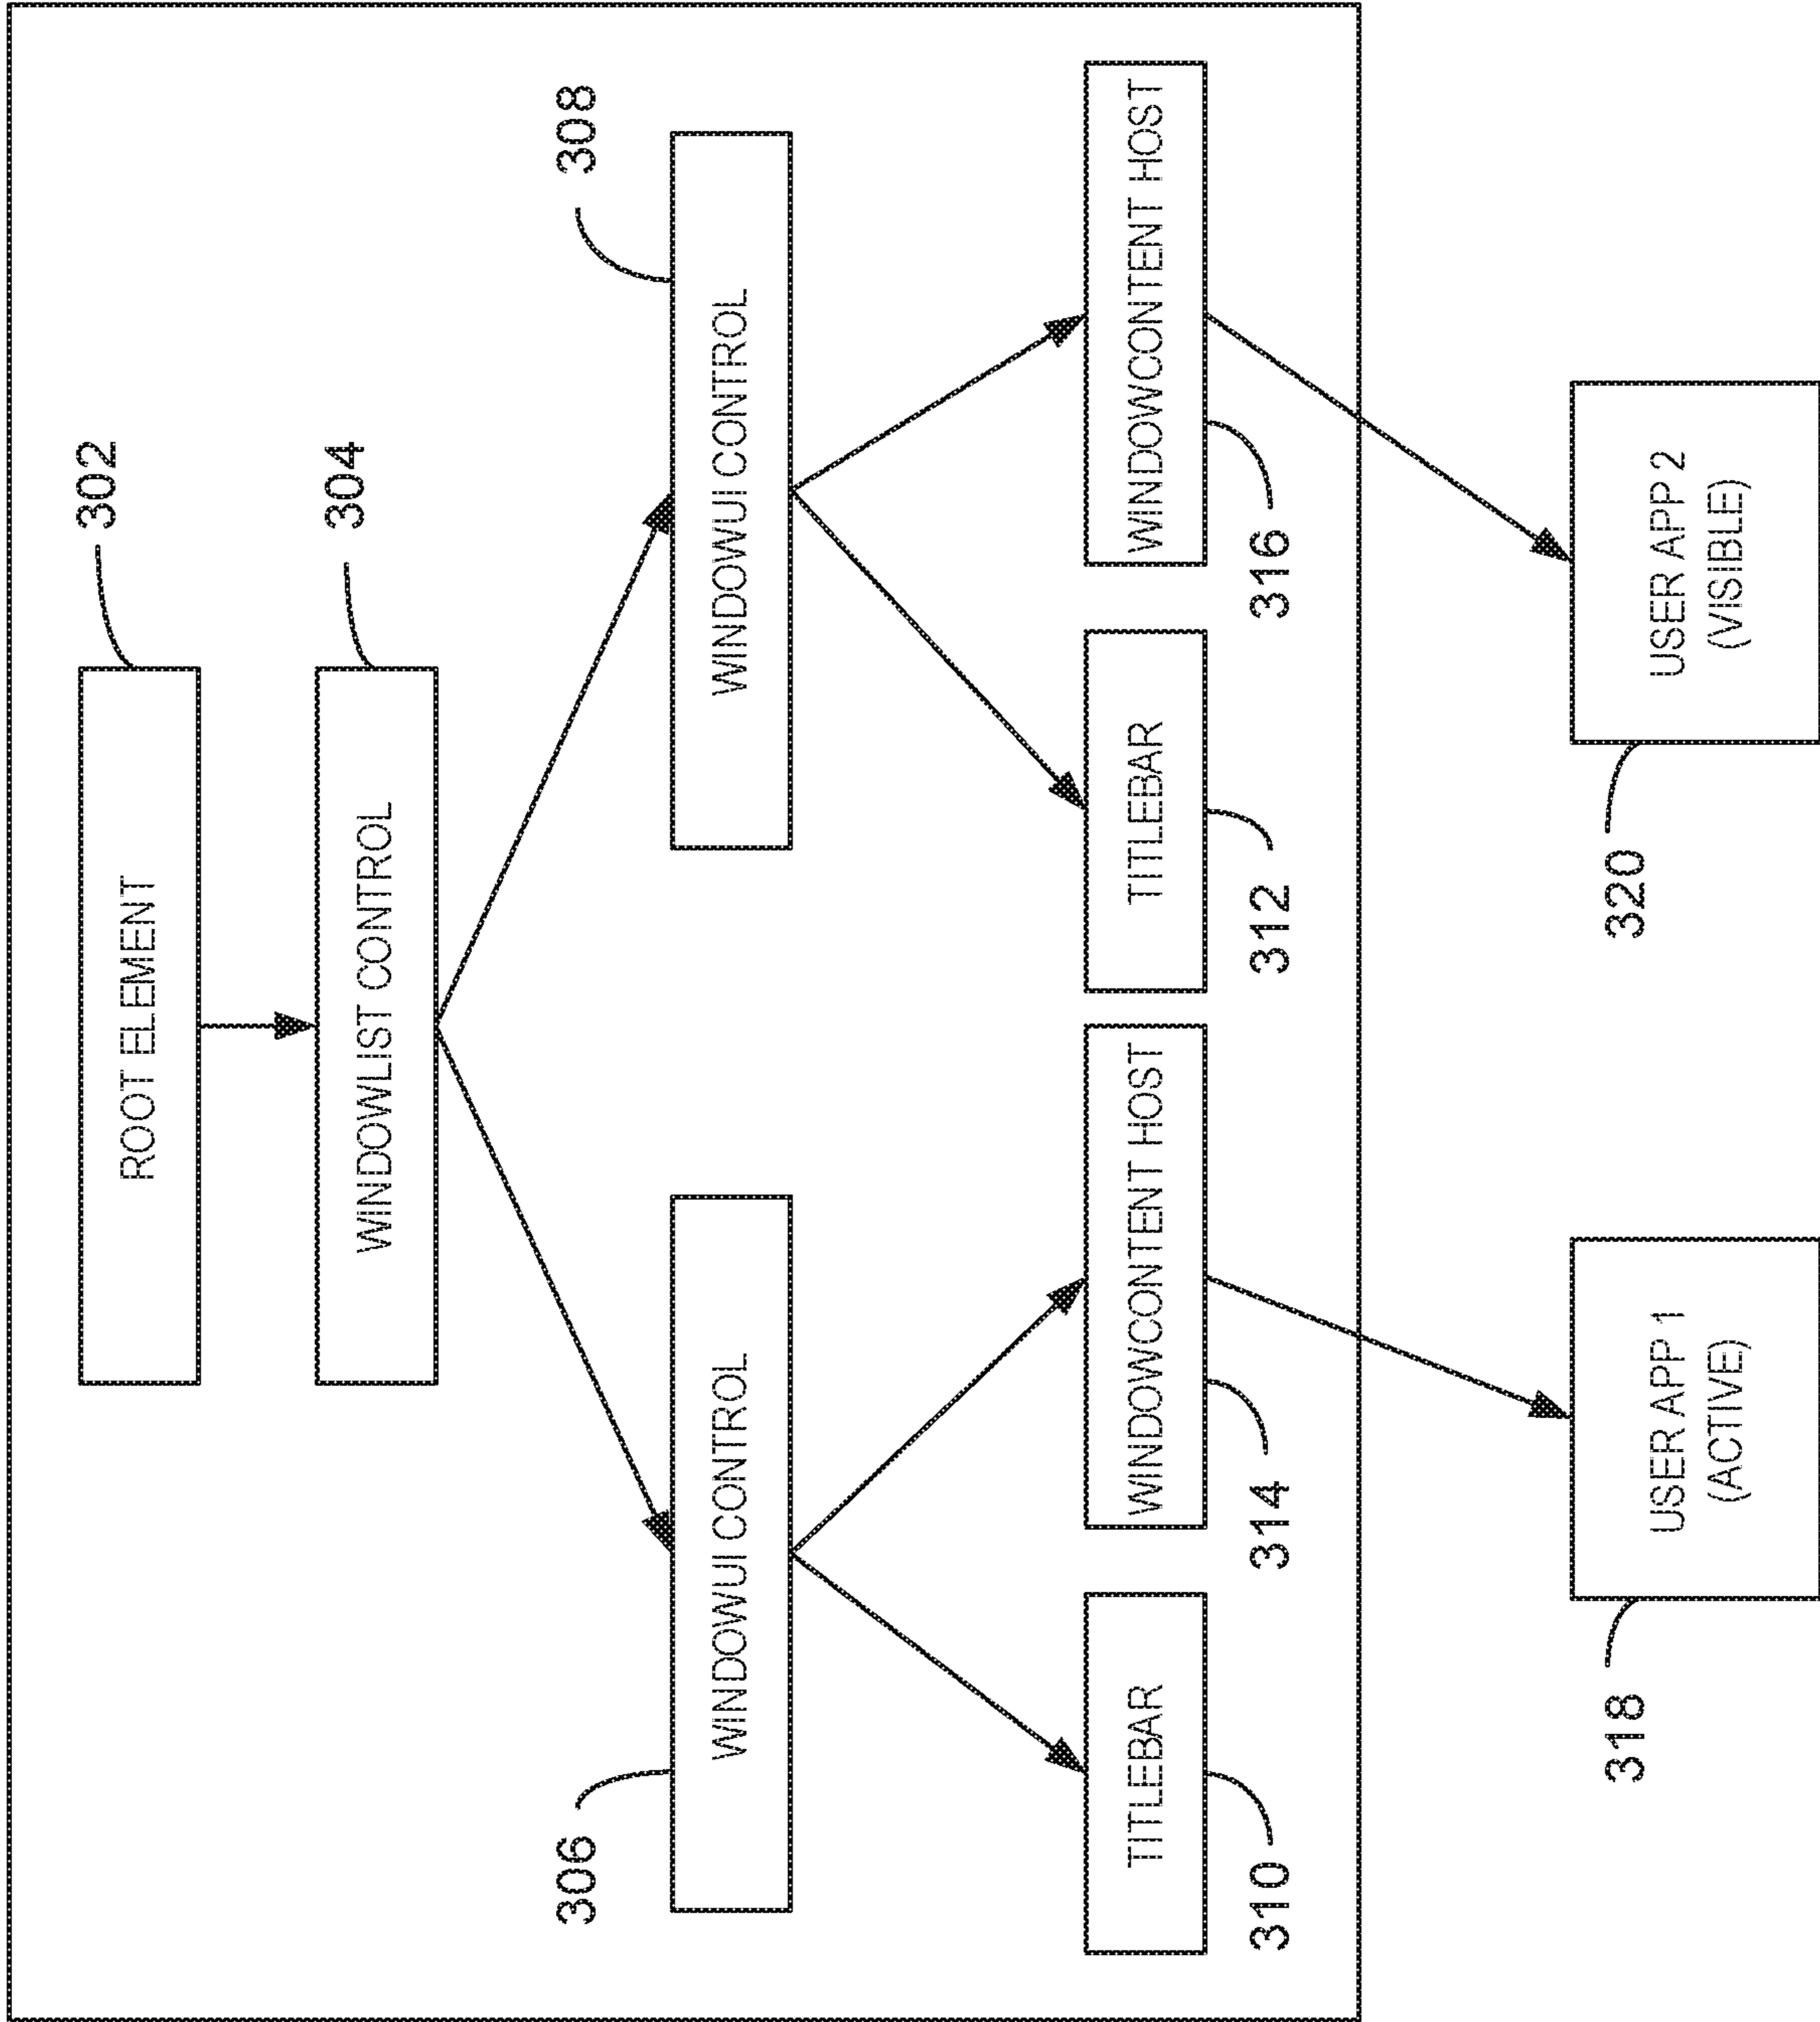 302
ROOT ELEMENT
304
WINDOWLIST CONTROL
306
WINDOWUI CONTROL
308
WINDOWUI CONTROL
TITLEBAR
310
WINDOWCONTENT HOST
314
TITLEBAR
312
WINDOWCONTENT HOST
316
318
USER APP 1
(ACTIVE)
320
USER APP 2
(VISIBLE)